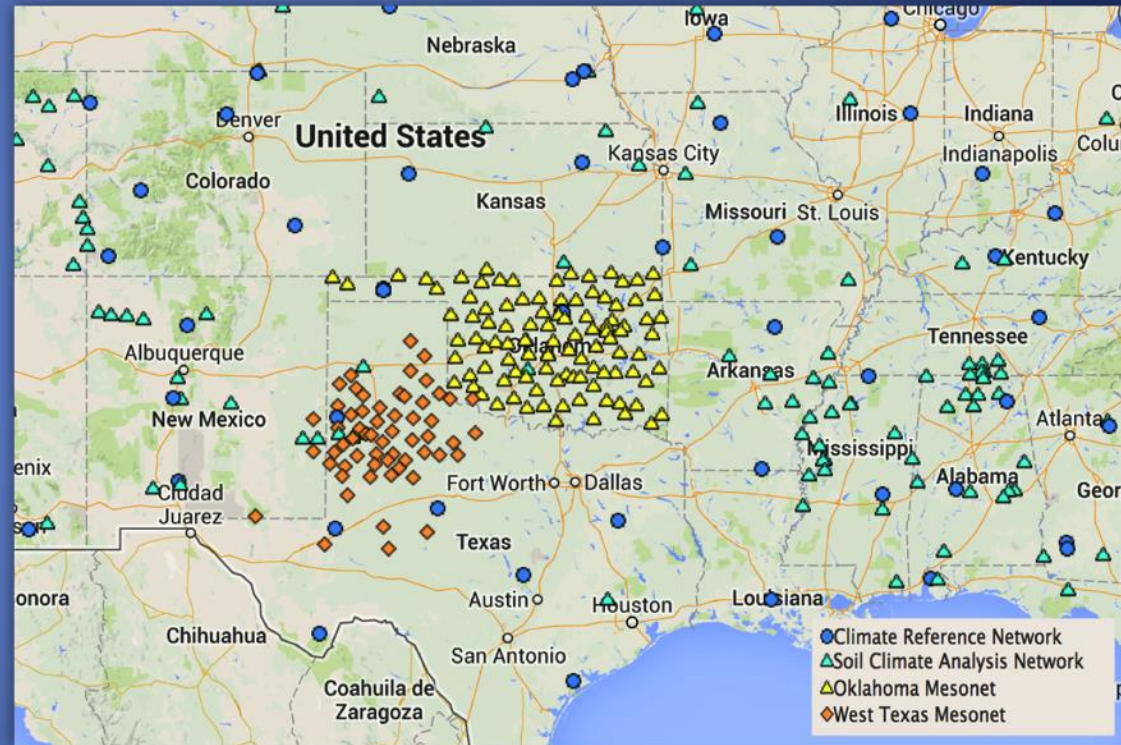 Chicago
Iowa
Nebraska
Denver
United States
Illinois
Indiana
Indianapolis
Kansas City
Colorado
Kansas
Missouri
St. Louis
Kentucky
Albuquerque
Oklahoma
Tennessee
Arkansas
New Mexico
Atlanta
Mississippi
Fort Worth
Dallas
Alabama
Ciudad
Juarez
Texas
Austin
Houston
Louisiana
Chihuahua
San Antonio
Coahuila de
Zaragoza
Climate Reference Network
Soil Climate Analysis Network
Oklahoma Mesonet
West Texas Mesonet